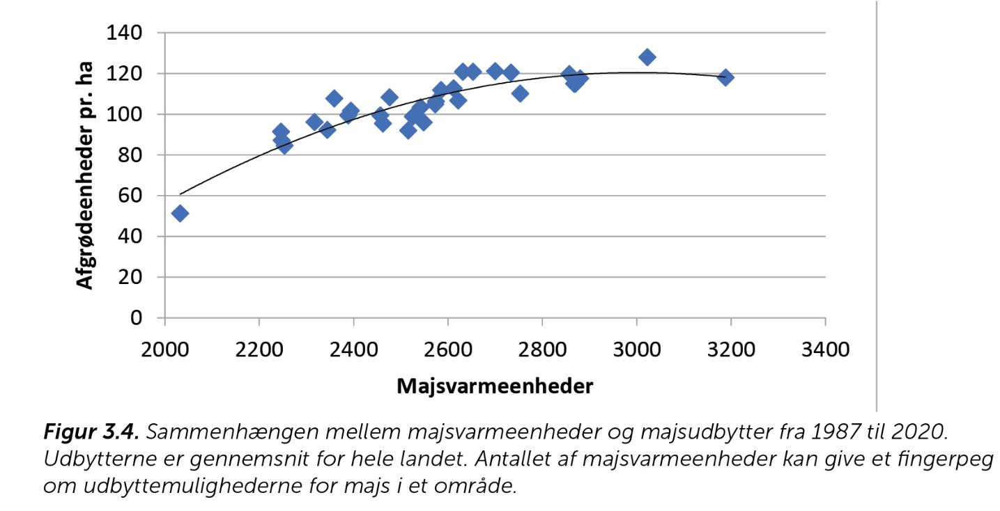 140
120
100
80
60
40
20
0
Afgrødeenheder pr. ha
2000 2200 2400 2600 2800 3000 3200 3400
Majsvarmeenheder
Figur 3.4. Sammenhængen mellem majsvarmeenheder og majsudbytter fra 1987 til 2020.
Udbytterne er gennemsnit for hele landet. Antallet af majsvarmeenheder kan give et fingerpeg
om udbyttemulighederne for majs i et område.